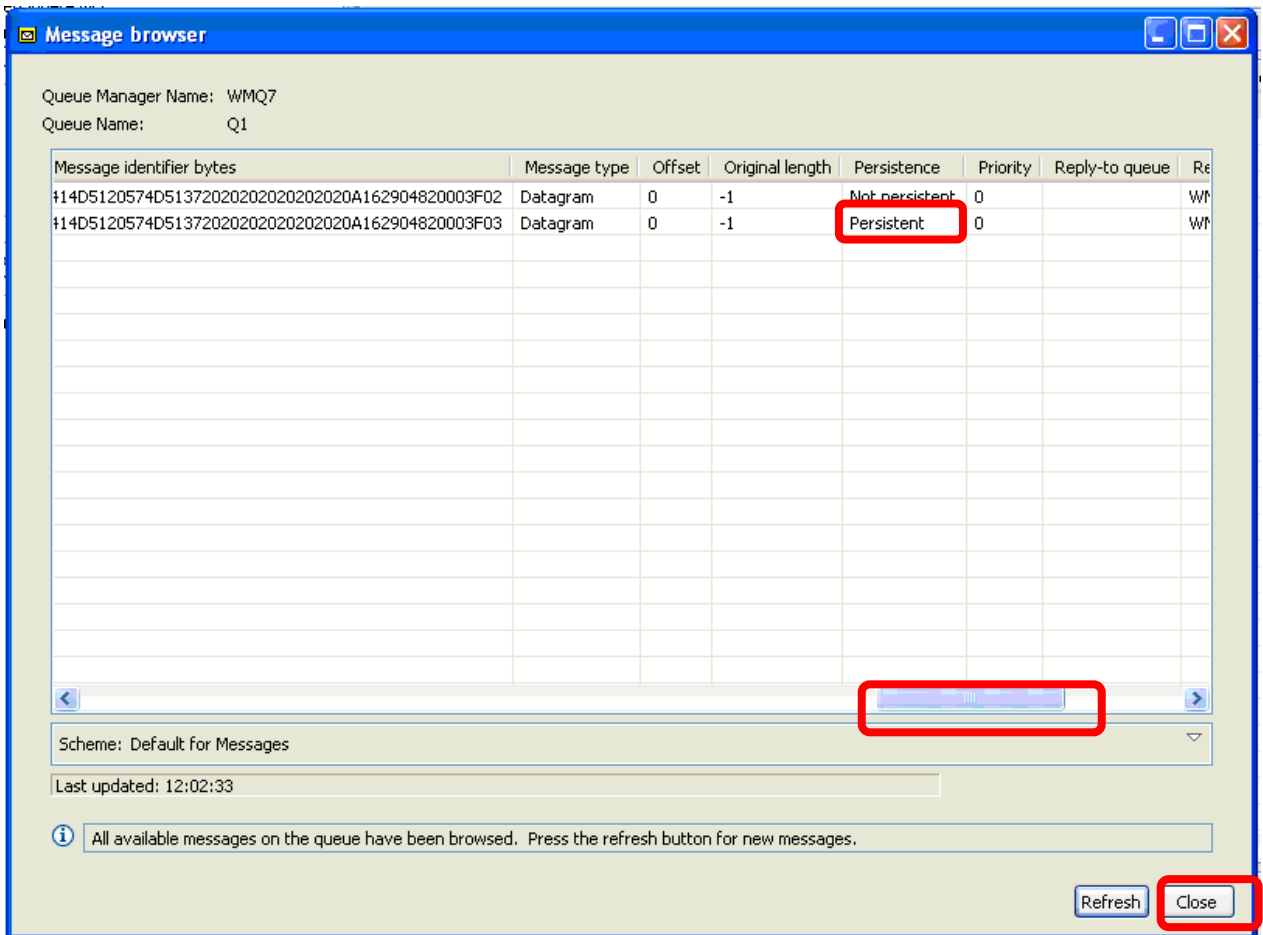 Message browser
Queue Manager Name: WMQ7
Queue Name: Q1
Message identifier bytes Message type Offset Original length Persistence Priority Reply-to queue Re
414D5120574D51372020202020202020A162904820003F02 Datagram 0 -1 Not persistent 0 WM
414D5120574D51372020202020202020A162904820003F03 Datagram 0 -1 Persistent 0 WM
Scheme: Default for Messages
Last updated: 12:02:33
All available messages on the queue have been browsed. Press the refresh button for new messages.
Refresh Close